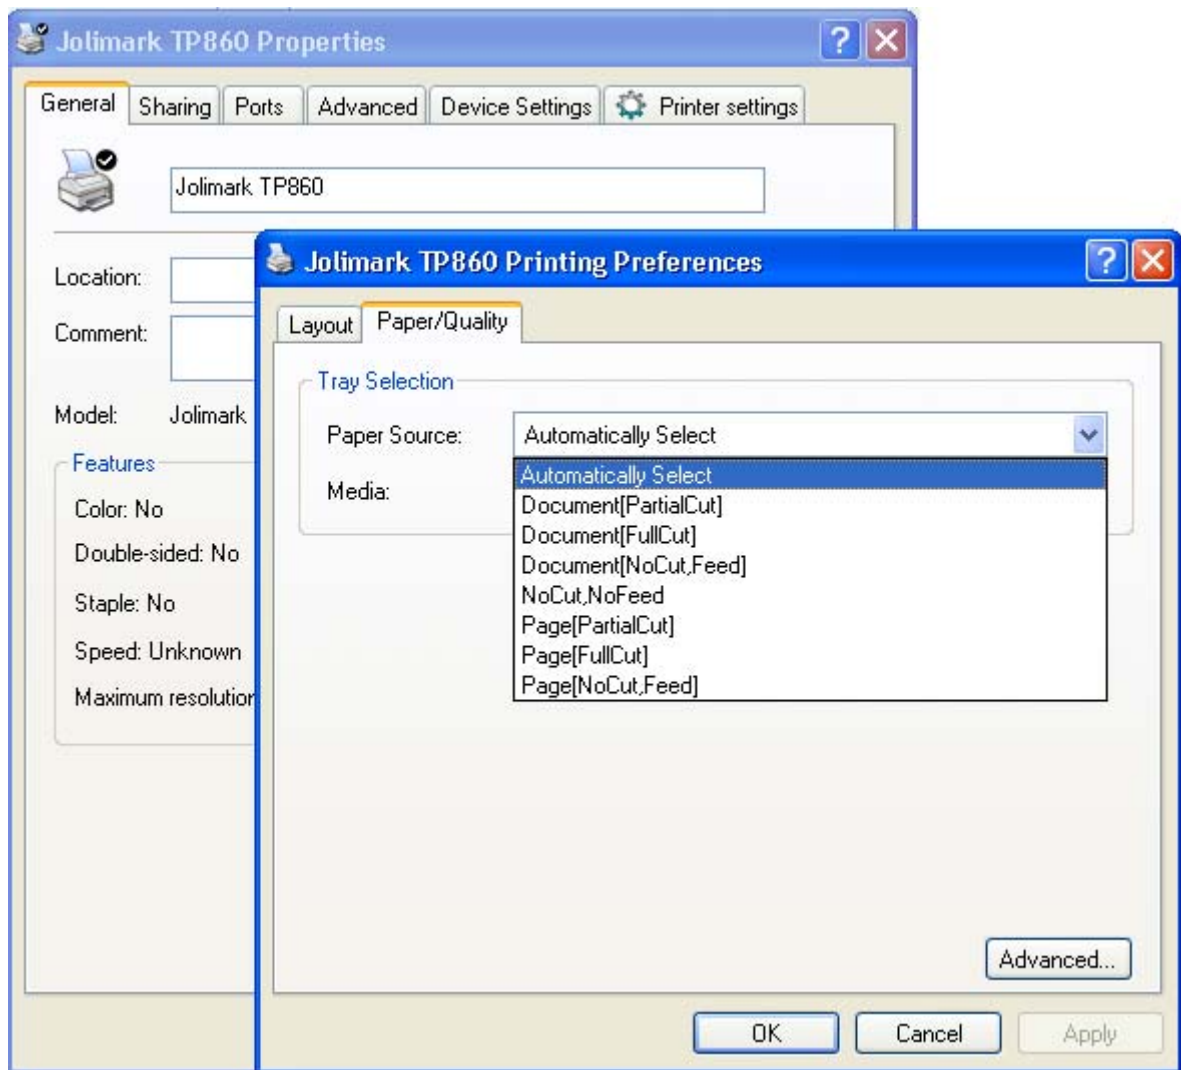 Jolimark TP860 Properties
General Sharing Ports Advanced Device Settings Printer settings
Jolimark TP860
Location:
Comment:
Model: Jolimark
Features
Color: No
Double-sided: No
Staple: No
Speed: Unknown
Maximum resolution
Jolimark TP860 Printing Preferences
Layout Paper/Quality
Tray Selection
Paper Source: Automatically Select
Media:
Automatically Select
Document[PartialCut]
Document[FullCut]
Document[NoCut,Feed]
NoCut,NoFeed
Page[PartialCut]
Page[FullCut]
Page[NoCut,Feed]
Advanced...
OK Cancel Apply